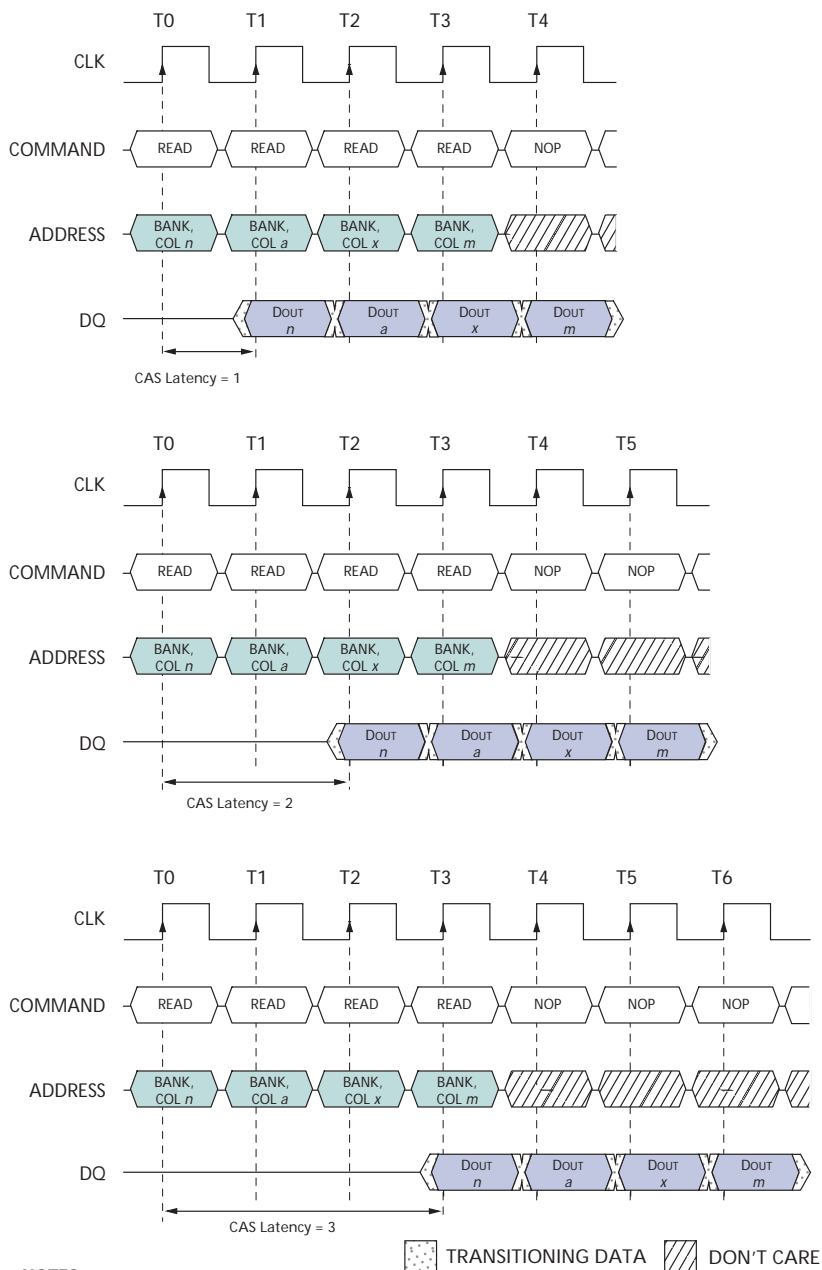 T0 T1 T2 T3 T4
CLK
COMMAND READ READ READ READ NOP
ADDRESS BANK, COL n BANK, COL a BANK, COL x BANK, COL m
DQ DOUT n DOUT a DOUT x DOUT m
CAS Latency = 1
T0 T1 T2 T3 T4 T5
CLK
COMMAND READ READ READ READ NOP NOP
ADDRESS BANK, COL n BANK, COL a BANK, COL x BANK, COL m
DQ DOUT n DOUT a DOUT x DOUT m
CAS Latency = 2
T0 T1 T2 T3 T4 T5 T6
CLK
COMMAND READ READ READ READ NOP NOP NOP
ADDRESS BANK, COL n BANK, COL a BANK, COL x BANK, COL m
DQ DOUT n DOUT a DOUT x DOUT m
CAS Latency = 3
TRANSITIONING DATA DON'T CARE